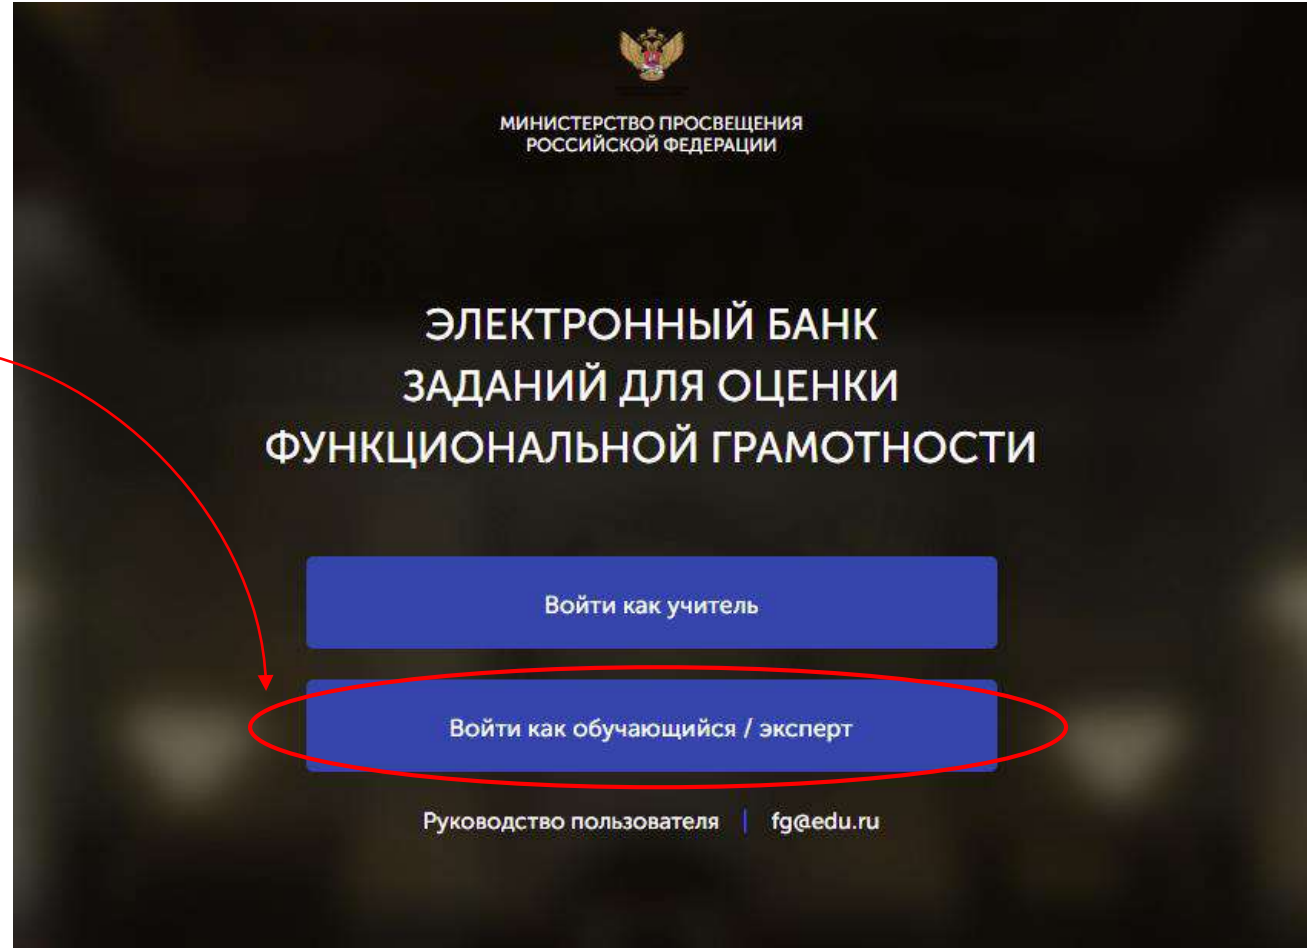 МИНИСТЕРСТВО ПРОСВЕЩЕНИЯ
РОССИЙСКОЙ ФЕДЕРАЦИИ
ЭЛЕКТРОННЫЙ БАНК
ЗАДАНИЙ ДЛЯ ОЦЕНКИ
ФУНКЦИОНАЛЬНОЙ ГРАМОТНОСТИ
Войти как учитель
Войти как обучающийся / эксперт
Руководство пользователя | fg@edu.ru